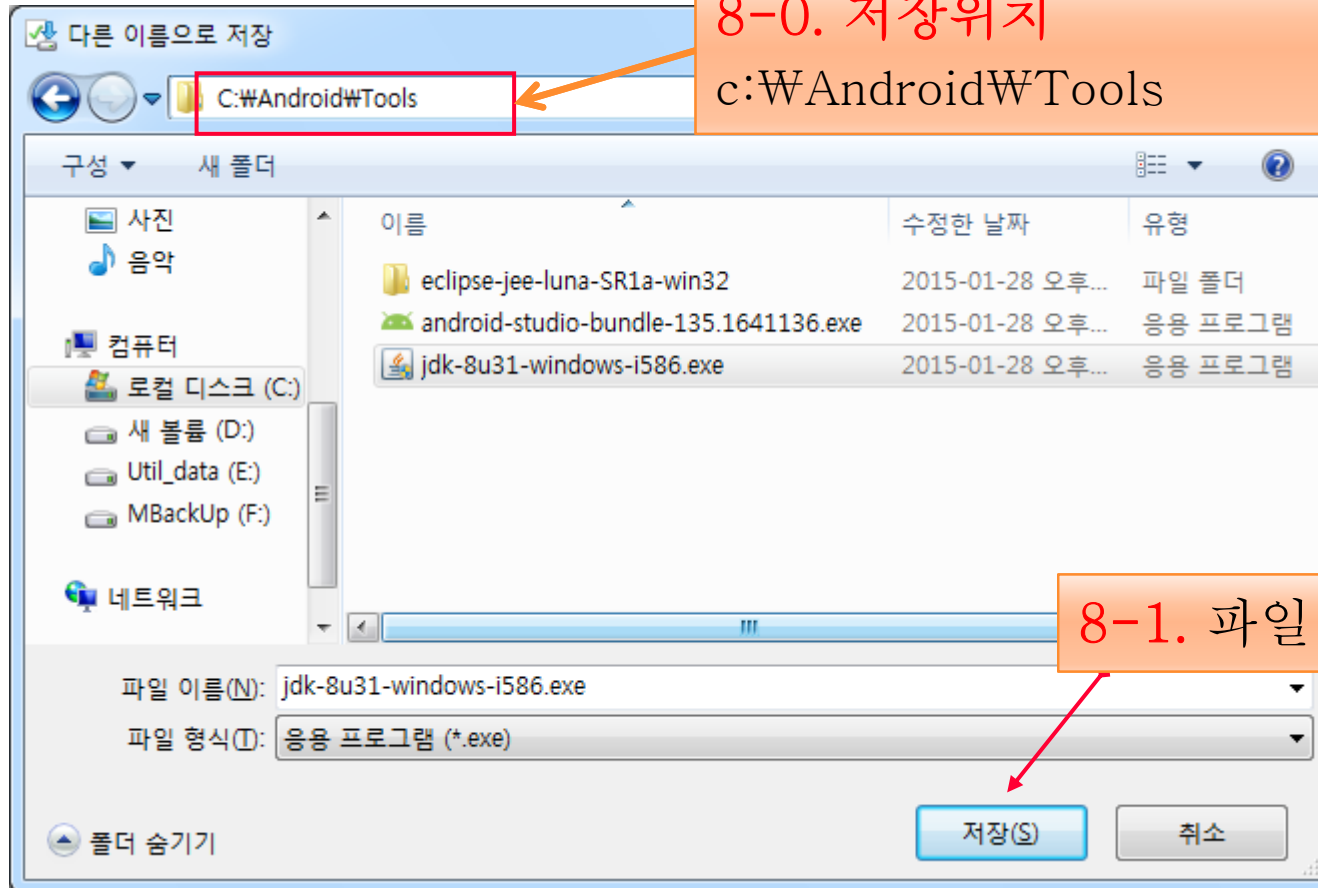 다른 이름으로 저장
8-0. 저장위치
c:₩Android₩Tools
C:₩Android₩Tools
구성 새 폴더
사진
음악
컴퓨터
로컬 디스크 (C:)
새 볼륨 (D:)
Util_data (E:)
MBackUp (F:)
네트워크
이름 수정한 날짜 유형
eclipse-jee-luna-SR1a-win32 2015-01-28 오후... 파일 폴더
android-studio-bundle-135.1641136.exe 2015-01-28 오후... 응용 프로그램
jdk-8u31-windows-i586.exe 2015-01-28 오후... 응용 프로그램
8-1. 파일
파일 이름(N): jdk-8u31-windows-i586.exe
파일 형식(T): 응용 프로그램 (*.exe)
폴더 숨기기 저장(S) 취소